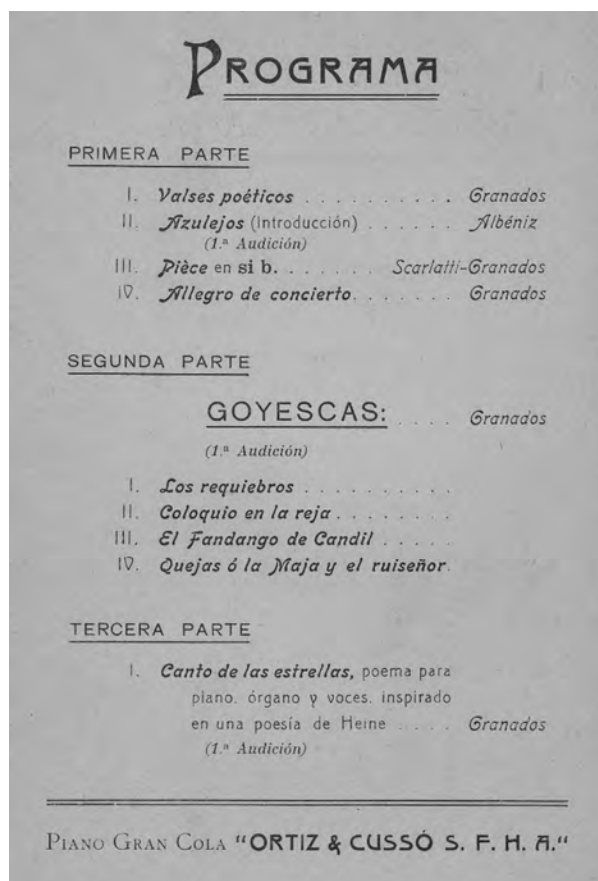 PROGRAMA
PRIMERA PARTE
I. Valses poéticos . . . . . . . . . . Granados
II. Azulejos (Introducción) . . . . . . Albéniz
(1.ª Audición)
III. Pièce en si b. . . . . . . Scarlatti-Granados
IV. Allegro de concierto. . . . . . . Granados
SEGUNDA PARTE
GOYESCAS: . . . . Granados
(1.ª Audición)
I. Los requiebros . . . . . . . . . .
II. Coloquio en la reja . . . . . . . .
III. El Fandango de Candil . . . . .
IV. Quejas ó la Maja y el ruiseñor.
TERCERA PARTE
I. Canto de las estrellas, poema para
piano, órgano y voces, inspirado
en una poesía de Heine . . . . Granados
(1.ª Audición)
PIANO GRAN COLA "ORTIZ & CUSSÓ S. F. H. A."